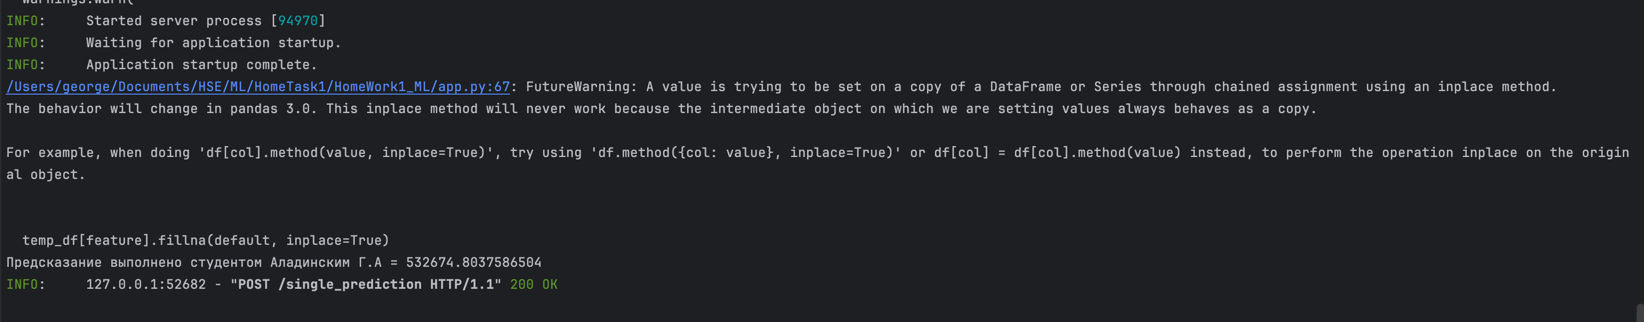 warnings.warn(
INFO:     Started server process [94970]
INFO:     Waiting for application startup.
INFO:     Application startup complete.
/Users/george/Documents/HSE/ML/HomeTask1/HomeWork1_ML/app.py:67: FutureWarning: A value is trying to be set on a copy of a DataFrame or Series through chained assignment using an inplace method.
The behavior will change in pandas 3.0. This inplace method will never work because the intermediate object on which we are setting values always behaves as a copy.
For example, when doing 'df[col].method(value, inplace=True)', try using 'df.method({col: value}, inplace=True)' or df[col] = df[col].method(value) instead, to perform the operation inplace on the origin
al object.
temp_df[feature].fillna(default, inplace=True)
Предсказание выполнено студентом Аладинским Г.А = 532674.8037586504
INFO:     127.0.0.1:52682 - "POST /single_prediction HTTP/1.1" 200 OK